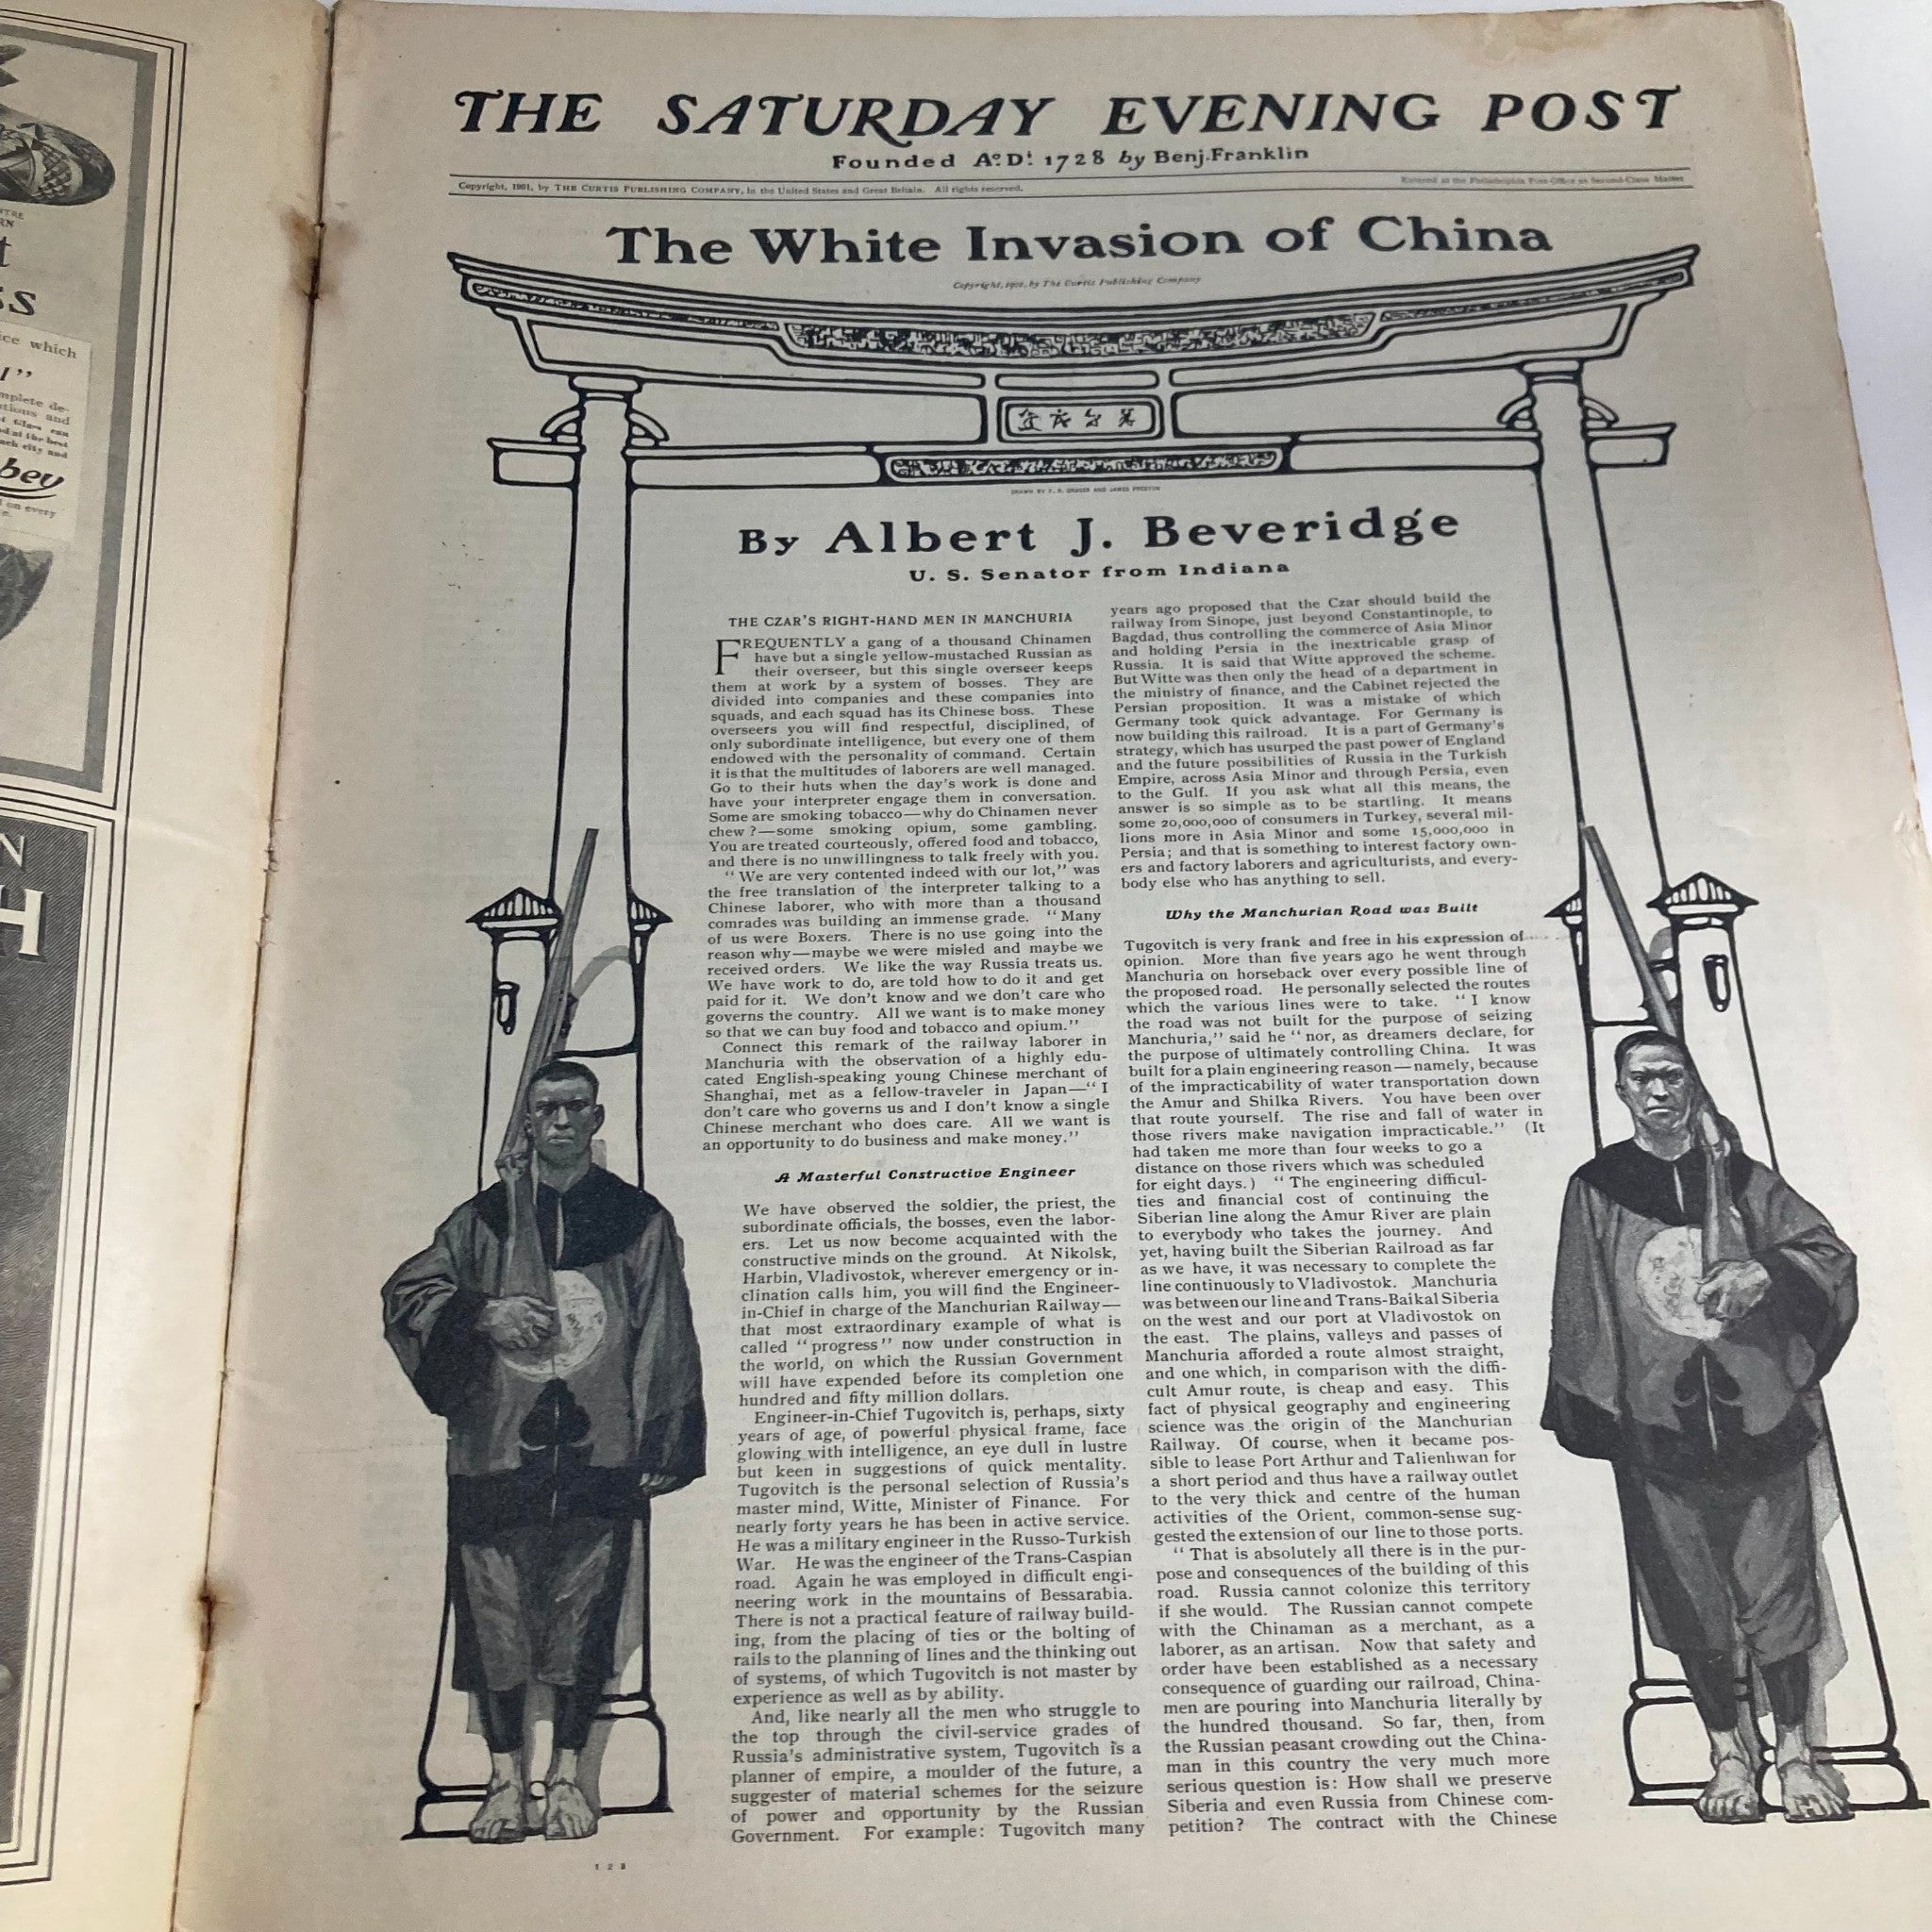 THE SATURDAY EVENING POST
Founded Aº. Dⁱ. 1728 by Benj. Franklin
Copyright, 1901, by THE CURTIS PUBLISHING COMPANY, in the United States and Great Britain. All rights reserved.
Entered at the Philadelphia Post-Office as Second-Class Matter
The White Invasion of China
Copyright, 1901, by The Curtis Publishing Company
By Albert J. Beveridge
U. S. Senator from Indiana
THE CZAR'S RIGHT-HAND MEN IN MANCHURIA
FREQUENTLY a gang of a thousand Chinamen
have but a single yellow-mustached Russian as
their overseer, but this single overseer keeps
them at work by a system of bosses. They are
divided into companies and these companies into
squads, and each squad has its Chinese boss. These
overseers you will find respectful, disciplined, of
only subordinate intelligence, but every one of them
endowed with the personality of command. Certain
it is that the multitudes of laborers are well managed.
Go to their huts when the day's work is done and
have your interpreter engage them in conversation.
Some are smoking tobacco—why do Chinamen never
chew?—some smoking opium, some gambling.
You are treated courteously, offered food and tobacco,
and there is no unwillingness to talk freely with you.
"We are very contented indeed with our lot," was
the free translation of the interpreter talking to a
Chinese laborer, who with more than a thousand
comrades was building an immense grade. "Many
of us were Boxers. There is no use going into the
reason why—maybe we were misled and maybe we
received orders. We like the way Russia treats us.
We have work to do, are told how to do it and get
paid for it. We don't know and we don't care who
governs the country. All we want is to make money
so that we can buy food and tobacco and opium."
Connect this remark of the railway laborer in
Manchuria with the observation of a highly edu-
cated English-speaking young Chinese merchant of
Shanghai, met as a fellow-traveler in Japan—"I
don't care who governs us and I don't know a single
Chinese merchant who does care. All we want is
an opportunity to do business and make money."
A Masterful Constructive Engineer
We have observed the soldier, the priest, the
subordinate officials, the bosses, even the labor-
ers. Let us now become acquainted with the
constructive minds on the ground. At Nikolsk,
Harbin, Vladivostok, wherever emergency or in-
clination calls him, you will find the Engineer-
in-Chief in charge of the Manchurian Railway—
that most extraordinary example of what is
called "progress" now under construction in
the world, on which the Russian Government
will have expended before its completion one
hundred and fifty million dollars.
Engineer-in-Chief Tugovitch is, perhaps, sixty
years of age, of powerful physical frame, face
glowing with intelligence, an eye dull in lustre
but keen in suggestions of quick mentality.
Tugovitch is the personal selection of Russia's
master mind, Witte, Minister of Finance. For
nearly forty years he has been in active service.
He was a military engineer in the Russo-Turkish
War. He was the engineer of the Trans-Caspian
road. Again he was employed in difficult engi-
neering work in the mountains of Bessarabia.
There is not a practical feature of railway build-
ing, from the placing of ties or the bolting of
rails to the planning of lines and the thinking out
of systems, of which Tugovitch is not master by
experience as well as by ability.
And, like nearly all the men who struggle to
the top through the civil-service grades of
Russia's administrative system, Tugovitch is a
planner of empire, a moulder of the future, a
suggester of material schemes for the seizure
of power and opportunity by the Russian
Government. For example: Tugovitch many
years ago proposed that the Czar should build the
railway from Sinope, just beyond Constantinople, to
Bagdad, thus controlling the commerce of Asia Minor
and holding Persia in the inextricable grasp of
Russia. It is said that Witte approved the scheme.
But Witte was then only the head of a department in
the ministry of finance, and the Cabinet rejected the
Persian proposition. It was a mistake of which
Germany took quick advantage. For Germany is
now building this railroad. It is a part of Germany's
strategy, which has usurped the past power of England
and the future possibilities of Russia in the Turkish
Empire, across Asia Minor and through Persia, even
to the Gulf. If you ask what all this means, the
answer is so simple as to be startling. It means
some 20,000,000 of consumers in Turkey, several mil-
lions more in Asia Minor and some 15,000,000 in
Persia; and that is something to interest factory own-
ers and factory laborers and agriculturists, and every-
body else who has anything to sell.
Why the Manchurian Road was Built
Tugovitch is very frank and free in his expression of
opinion. More than five years ago he went through
Manchuria on horseback over every possible line of
the proposed road. He personally selected the routes
which the various lines were to take. "I know
the road was not built for the purpose of seizing
Manchuria," said he "nor, as dreamers declare, for
the purpose of ultimately controlling China. It was
built for a plain engineering reason—namely, because
of the impracticability of water transportation down
the Amur and Shilka Rivers. You have been over
that route yourself. The rise and fall of water in
those rivers make navigation impracticable." (It
had taken me more than four weeks to go a
distance on those rivers which was scheduled
for eight days.) "The engineering difficul-
ties and financial cost of continuing the
Siberian line along the Amur River are plain
to everybody who takes the journey. And
yet, having built the Siberian Railroad as far
as we have, it was necessary to complete the
line continuously to Vladivostok. Manchuria
was between our line and Trans-Baikal Siberia
on the west and our port at Vladivostok on
the east. The plains, valleys and passes of
Manchuria afforded a route almost straight,
and one which, in comparison with the diffi-
cult Amur route, is cheap and easy. This
fact of physical geography and engineering
science was the origin of the Manchurian
Railway. Of course, when it became pos-
sible to lease Port Arthur and Talienhwan for
a short period and thus have a railway outlet
to the very thick and centre of the human
activities of the Orient, common-sense sug-
gested the extension of our line to those ports.
"That is absolutely all there is in the pur-
pose and consequences of the building of this
road. Russia cannot colonize this territory
if she would. The Russian cannot compete
with the Chinaman as a merchant, as a
laborer, as an artisan. Now that safety and
order have been established as a necessary
consequence of guarding our railroad, China-
men are pouring into Manchuria literally by
the hundred thousand. So far, then, from
the Russian peasant crowding out the China-
man in this country the very much more
serious question is: How shall we preserve
Siberia and even Russia from Chinese com-
petition? The contract with the Chinese